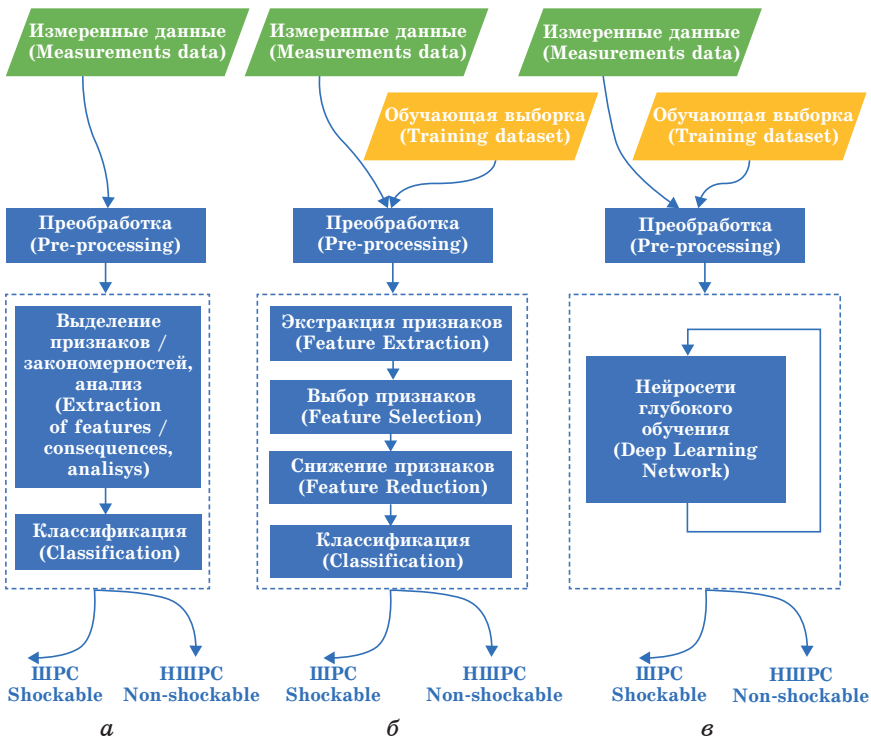 Измеренные данные
(Measurements data)
Преобработка
(Pre-processing)
Выделение
признаков /
закономерностей,
анализ
(Extraction
of features /
consequences,
analisys)
Классификация
(Classification)
ШРС
Shockable
НШРС
Non-shockable
а
Измеренные данные
(Measurements data)
Обучающая выборка
(Training dataset)
Преобработка
(Pre-processing)
Экстракция признаков
(Feature Extraction)
Выбор признаков
(Feature Selection)
Снижение признаков
(Feature Reduction)
Классификация
(Classification)
ШРС
Shockable
НШРС
Non-shockable
б
Измеренные данные
(Measurements data)
Обучающая выборка
(Training dataset)
Преобработка
(Pre-processing)
Нейросети
глубокого
обучения
(Deep Learning
Network)
ШРС
Shockable
НШРС
Non-shockable
в